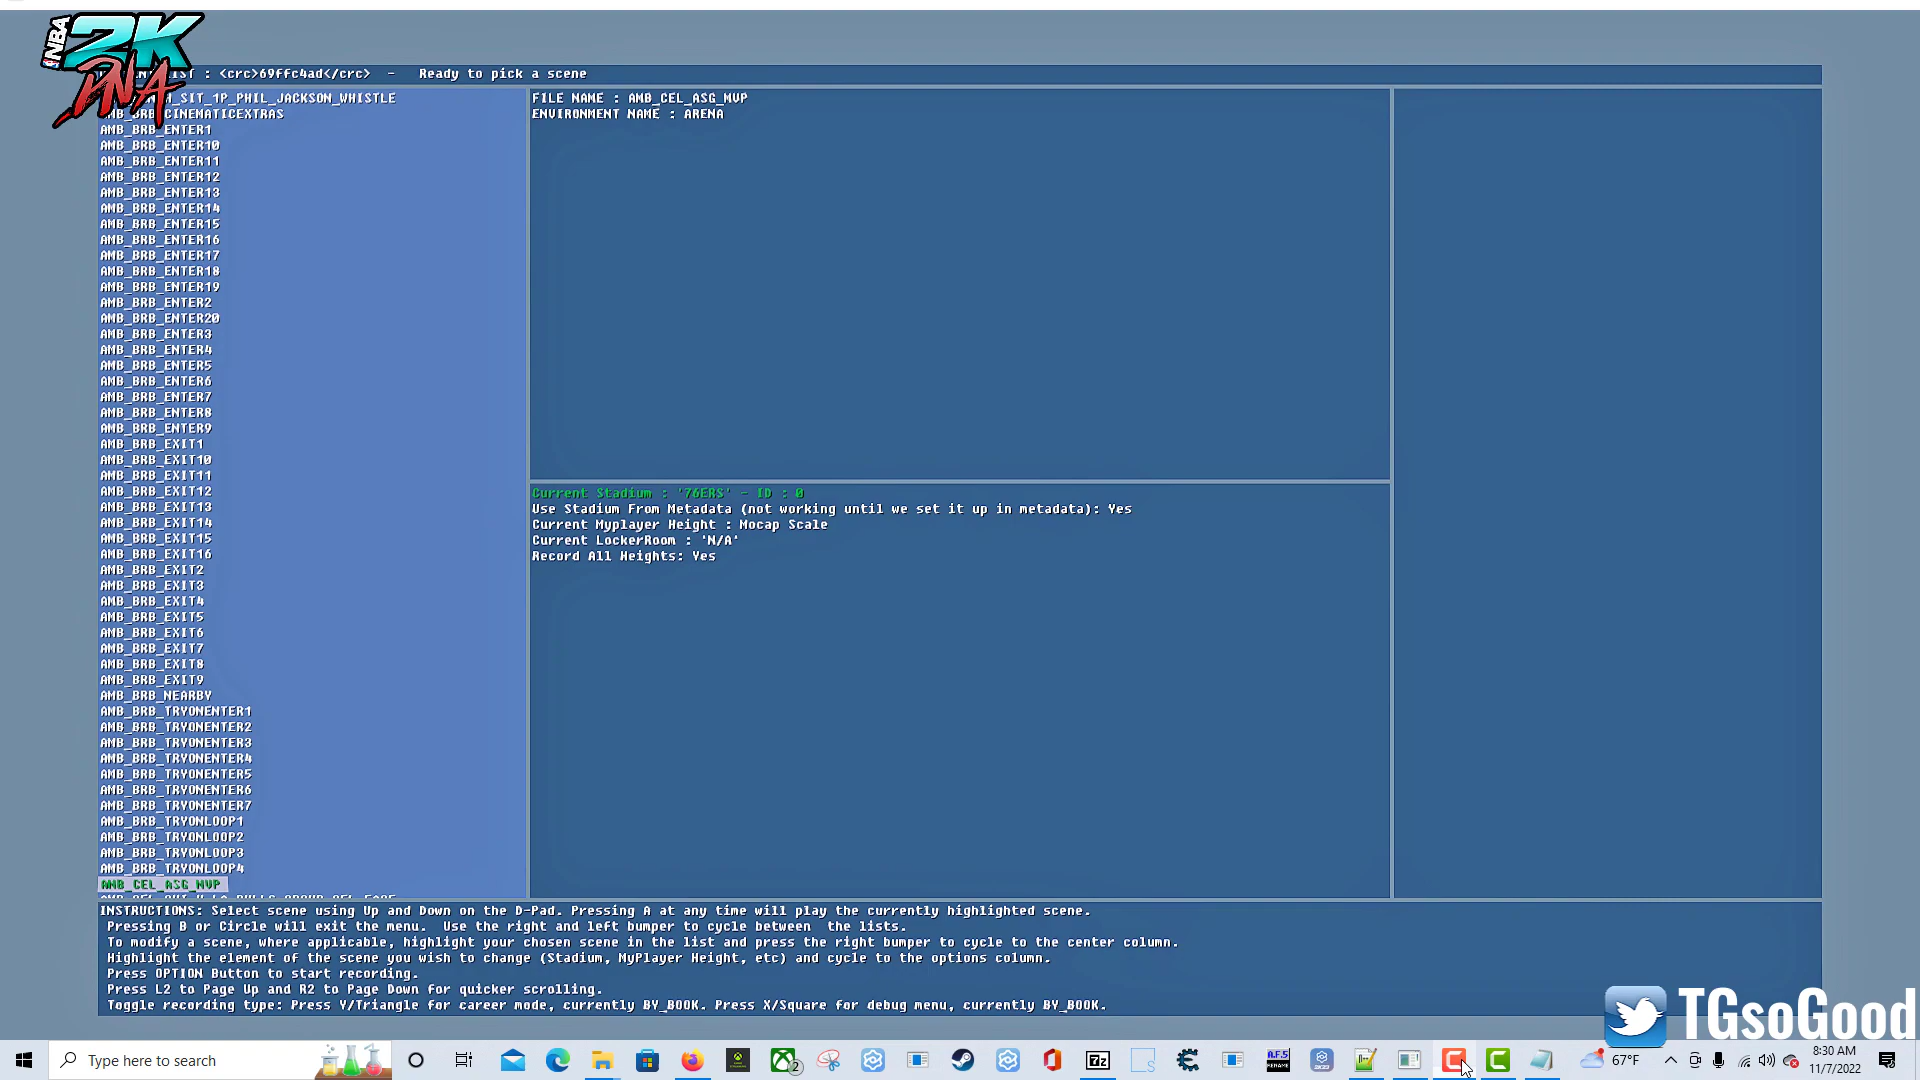 NBA
2K
DNA
IST : <crc>69ffc4ad</crc> - Ready to pick a scene
SIT_1P_PHIL_JACKSON_WHISTLE
AMB_BRB_CINEMATICEXTRAS
AMB_BRB_ENTER1
AMB_BRB_ENTER10
AMB_BRB_ENTER11
AMB_BRB_ENTER12
AMB_BRB_ENTER13
AMB_BRB_ENTER14
AMB_BRB_ENTER15
AMB_BRB_ENTER16
AMB_BRB_ENTER17
AMB_BRB_ENTER18
AMB_BRB_ENTER19
AMB_BRB_ENTER2
AMB_BRB_ENTER20
AMB_BRB_ENTER3
AMB_BRB_ENTER4
AMB_BRB_ENTER5
AMB_BRB_ENTER6
AMB_BRB_ENTER7
AMB_BRB_ENTER8
AMB_BRB_ENTER9
AMB_BRB_EXIT1
AMB_BRB_EXIT10
AMB_BRB_EXIT11
AMB_BRB_EXIT12
AMB_BRB_EXIT13
AMB_BRB_EXIT14
AMB_BRB_EXIT15
AMB_BRB_EXIT16
AMB_BRB_EXIT2
AMB_BRB_EXIT3
AMB_BRB_EXIT4
AMB_BRB_EXIT5
AMB_BRB_EXIT6
AMB_BRB_EXIT7
AMB_BRB_EXIT8
AMB_BRB_EXIT9
AMB_BRB_NEARBY
AMB_BRB_TRYONENTER1
AMB_BRB_TRYONENTER2
AMB_BRB_TRYONENTER3
AMB_BRB_TRYONENTER4
AMB_BRB_TRYONENTER5
AMB_BRB_TRYONENTER6
AMB_BRB_TRYONENTER7
AMB_BRB_TRYONLOOP1
AMB_BRB_TRYONLOOP2
AMB_BRB_TRYONLOOP3
AMB_BRB_TRYONLOOP4
AMB_CEL_ASG_MVP
FILE NAME : AMB_CEL_ASG_MVP
ENVIRONMENT NAME : ARENA
Current Stadium : '76ERS' - ID : 0
Use Stadium From Metadata (not working until we set it up in metadata): Yes
Current Myplayer Height : Mocap Scale
Current LockerRoom : 'N/A'
Record All Heights: Yes
INSTRUCTIONS: Select scene using Up and Down on the D-Pad. Pressing A at any time will play the currently highlighted scene.
Pressing B or Circle will exit the menu. Use the right and left bumper to cycle between the lists.
To modify a scene, where applicable, highlight your chosen scene in the list and press the right bumper to cycle to the center column.
Highlight the element of the scene you wish to change (Stadium, MyPlayer Height, etc) and cycle to the options column.
Press OPTION Button to start recording.
Press L2 to Page Up and R2 to Page Down for quicker scrolling.
Toggle recording type: Press Y/Triangle for career mode, currently BY_BOOK. Press X/Square for debug menu, currently BY_BOOK.
TGsoGood
Type here to search
2
Gz
A.F.S
RENAME
67°F
8:30 AM
11/7/2022